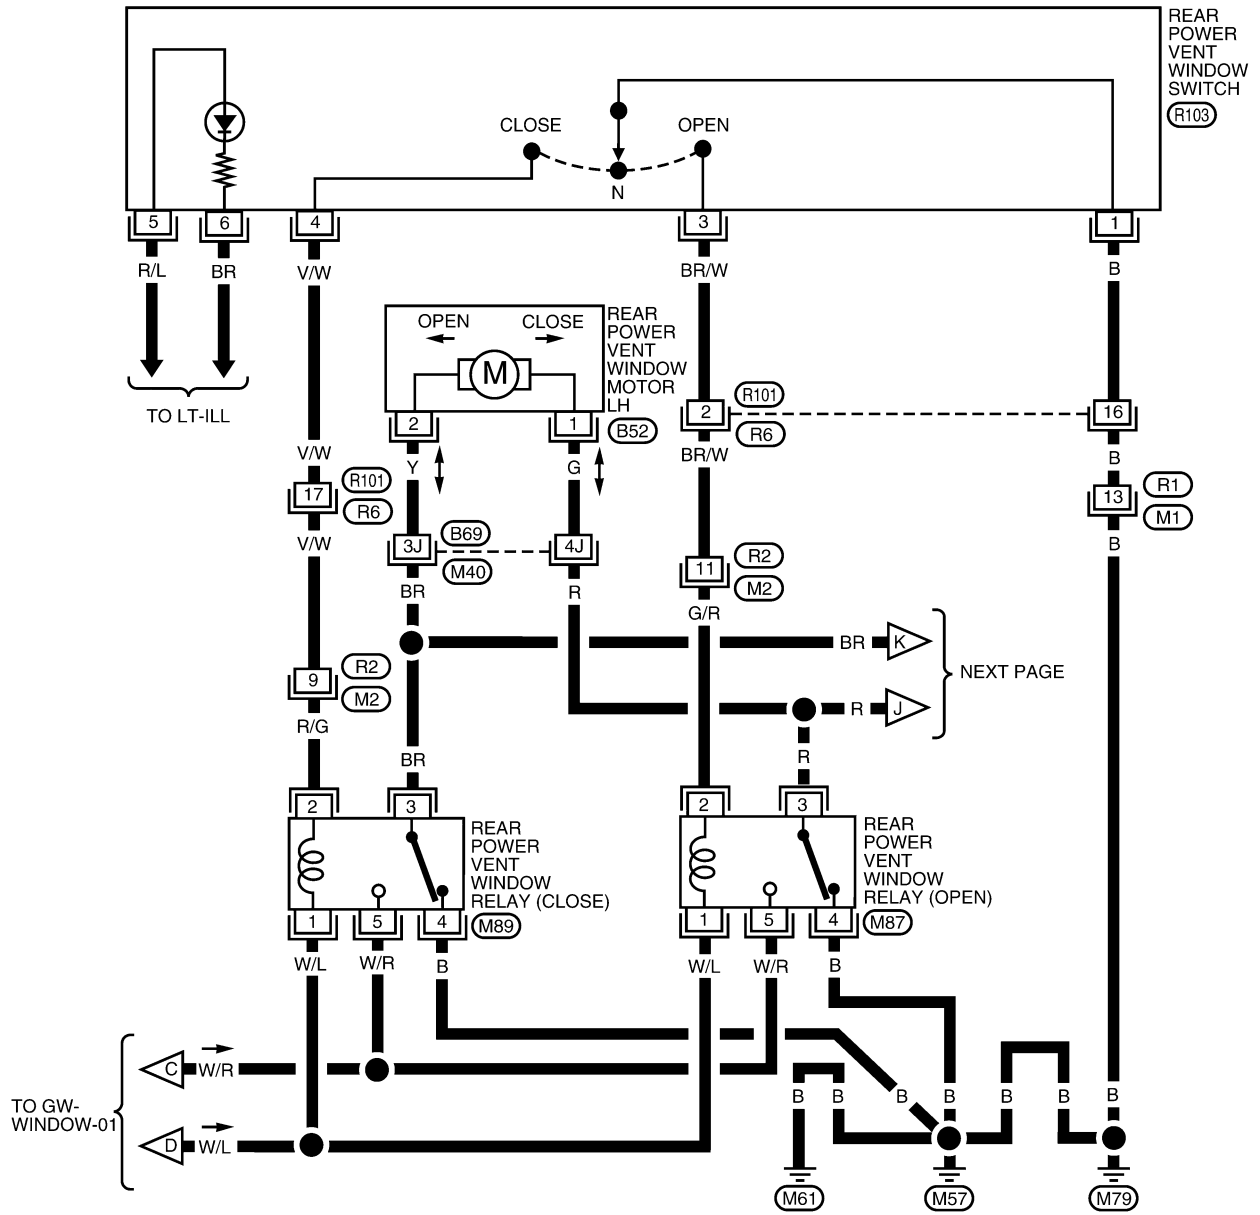 REAR
POWER
VENT
WINDOW
SWITCH
R103
CLOSE
OPEN
N
5
6
4
3
1
R/L
BR
V/W
BR/W
B
TO LT-ILL
OPEN
CLOSE
M
REAR
POWER
VENT
WINDOW
MOTOR
LH
2
1
B52
2
R101
R6
16
Y
G
V/W
BR/W
B
17
R101
R6
13
R1
M1
V/W
B
3J
B69
M40
4J
11
R2
M2
BR
R
G/R
BR
K
NEXT PAGE
9
R2
M2
R
J
R/G
BR
R
2
3
2
3
REAR
POWER
VENT
WINDOW
RELAY (CLOSE)
REAR
POWER
VENT
WINDOW
RELAY (OPEN)
1
5
4
M89
1
5
4
M87
W/L
W/R
B
W/L
W/R
B
C
W/R
TO GW-
WINDOW-01
D
W/L
B
B
B
B
B
B
B
M61
M57
M79